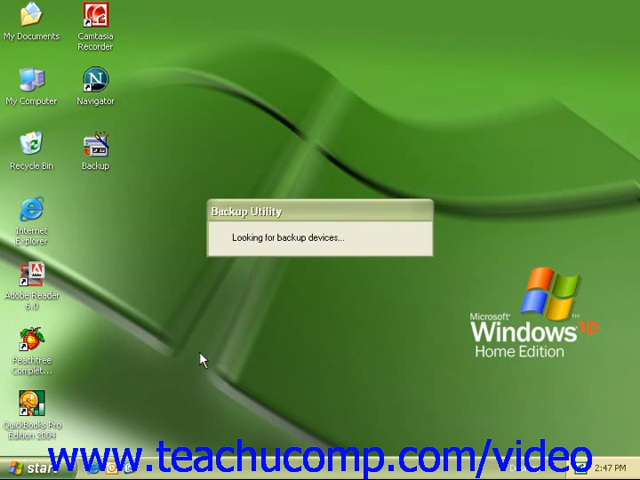 My Documents
Camtasia
Recorder
My Computer
Navigator
Recycle Bin
Backup
Backup Utility
Looking for backup devices...
Internet
Explorer
Adobe Reader
6.0
Microsoft®
Windows xp
Home Edition
Peachtree
Complet...
QuickBooks Pro
Edition 2004
www.teachucomp.com/video
start
2:47 PM